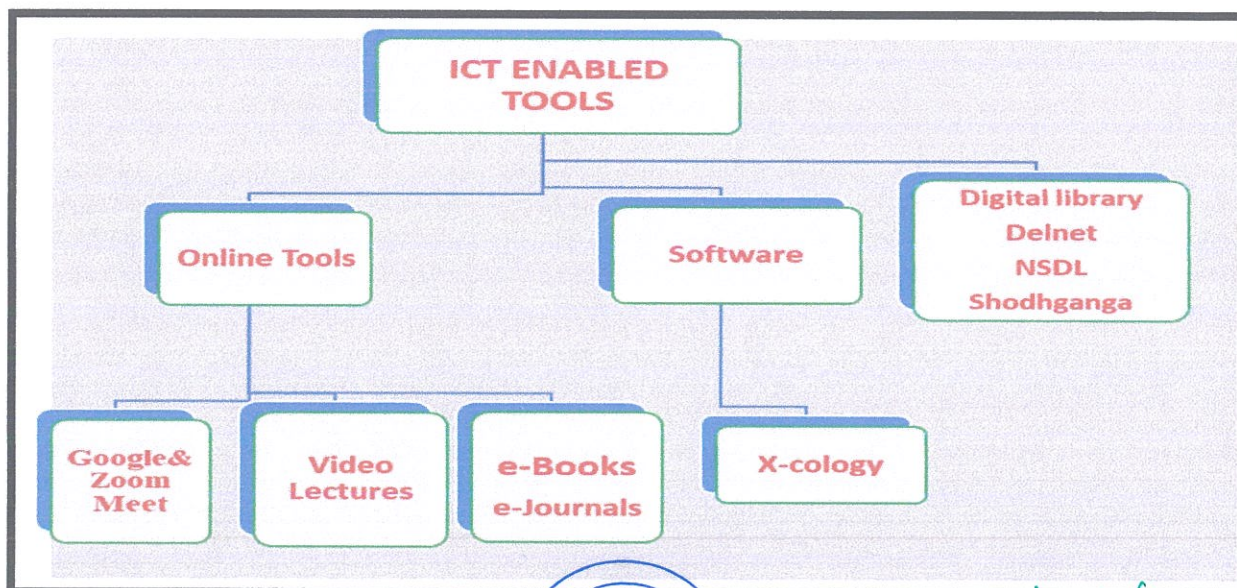 ICT ENABLED
TOOLS
Online Tools
Software
Digital library
Delnet
NSDL
Shodhganga
Google&
Zoom
Meet
Video
Lectures
e-Books
e-Journals
X-cology